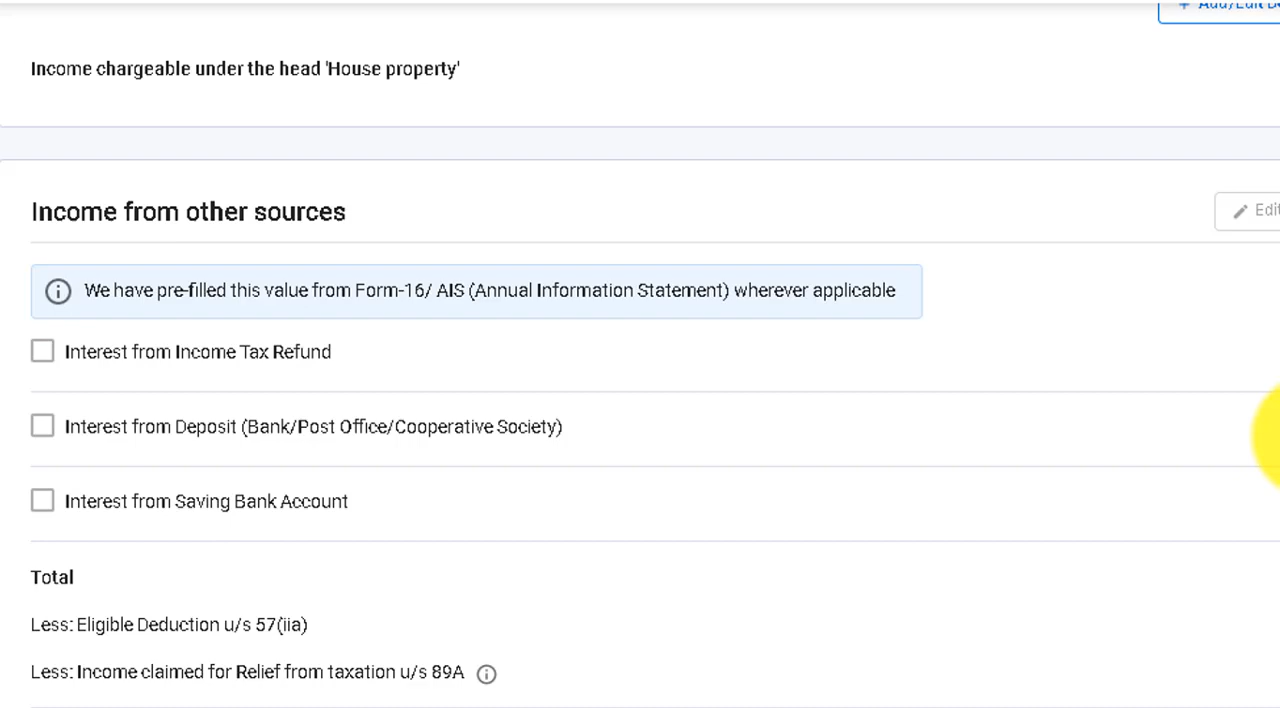 + Add/Edit
Income chargeable under the head 'House property'
Income from other sources
Edit
We have pre-filled this value from Form-16/ AIS (Annual Information Statement) wherever applicable
Interest from Income Tax Refund
Interest from Deposit (Bank/Post Office/Cooperative Society)
Interest from Saving Bank Account
Total
Less: Eligible Deduction u/s 57(iia)
Less: Income claimed for Relief from taxation u/s 89A